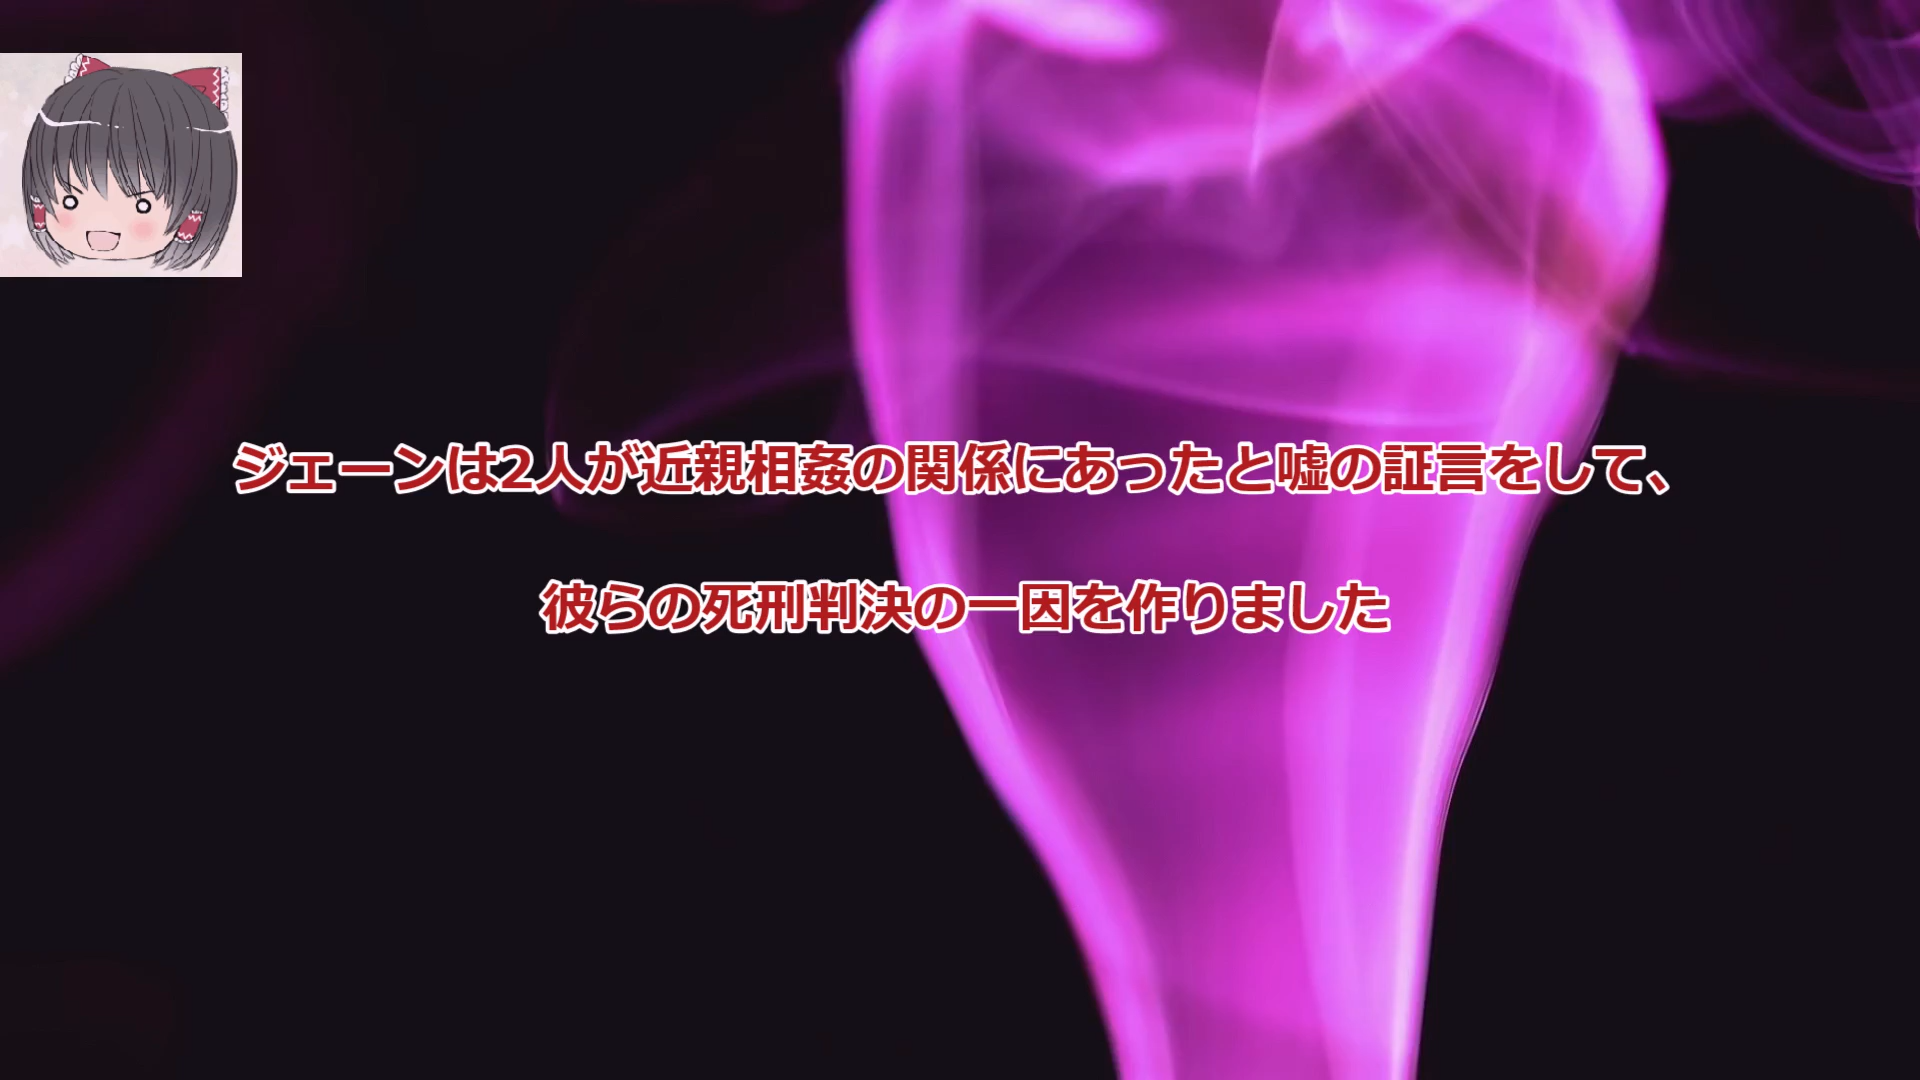 ジェーンは2人が近親相姦の関係にあったと嘘の証言をして、
彼らの死刑判決の一因を作りました